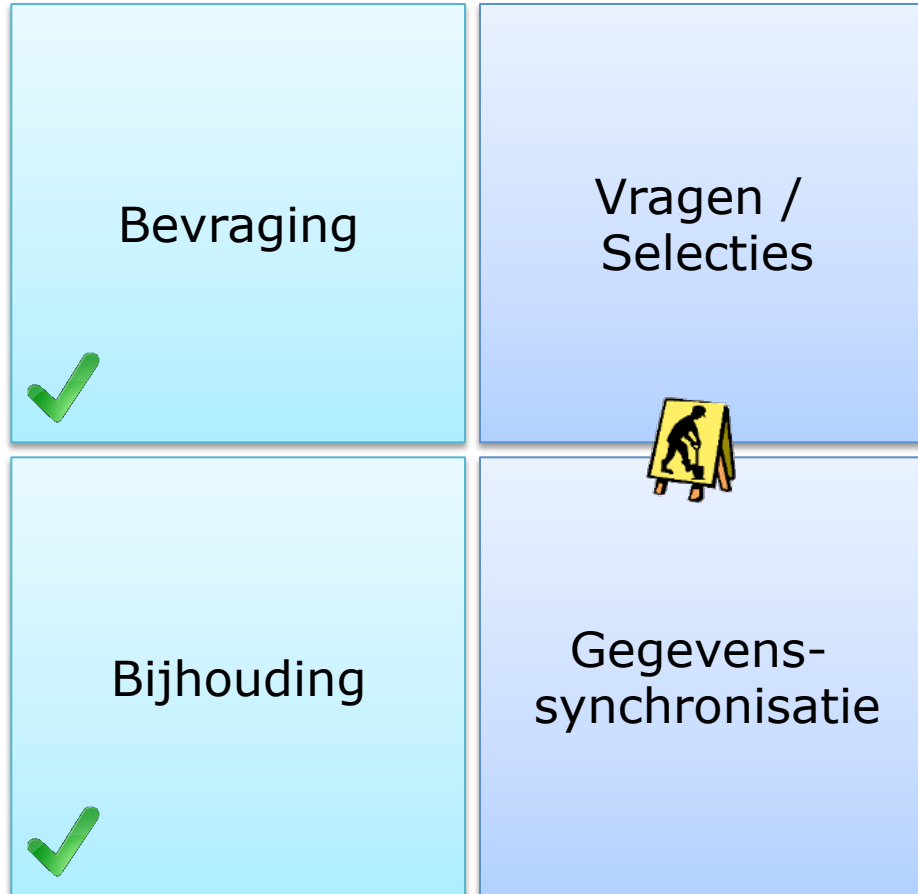 Bevraging
Vragen /
Selecties
Bijhouding
Gegevens-
synchronisatie